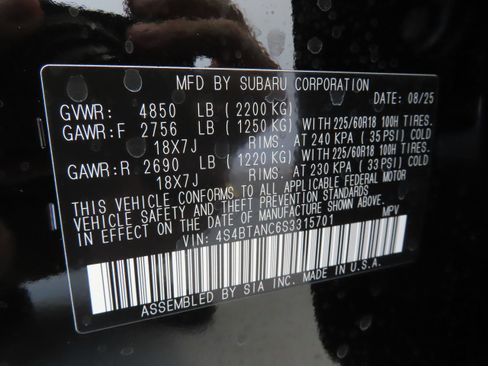 MFD BY SUBARU CORPORATION
DATE: 08/25
GVWR: 4850 LB (2200 KG)
GAWR:F 2756 LB (1250 KG) WITH 225/60R18 100H TIRES.
18X7J RIMS. AT 240 KPA (35 PSI) COLD
GAWR:R 2690 LB (1220 KG) WITH 225/60R18 100H TIRES.
18X7J RIMS. AT 230 KPA (33 PSI) COLD
THIS VEHICLE CONFORMS TO ALL APPLICABLE FEDERAL MOTOR
VEHICLE SAFETY AND THEFT PREVENTION STANDARDS
IN EFFECT ON THE DATE OF MANUFACTURE SHOWN ABOVE.
VIN: 4S4BTANC6S3315701 MPV
ASSEMBLED BY SIA INC. MADE IN U.S.A.